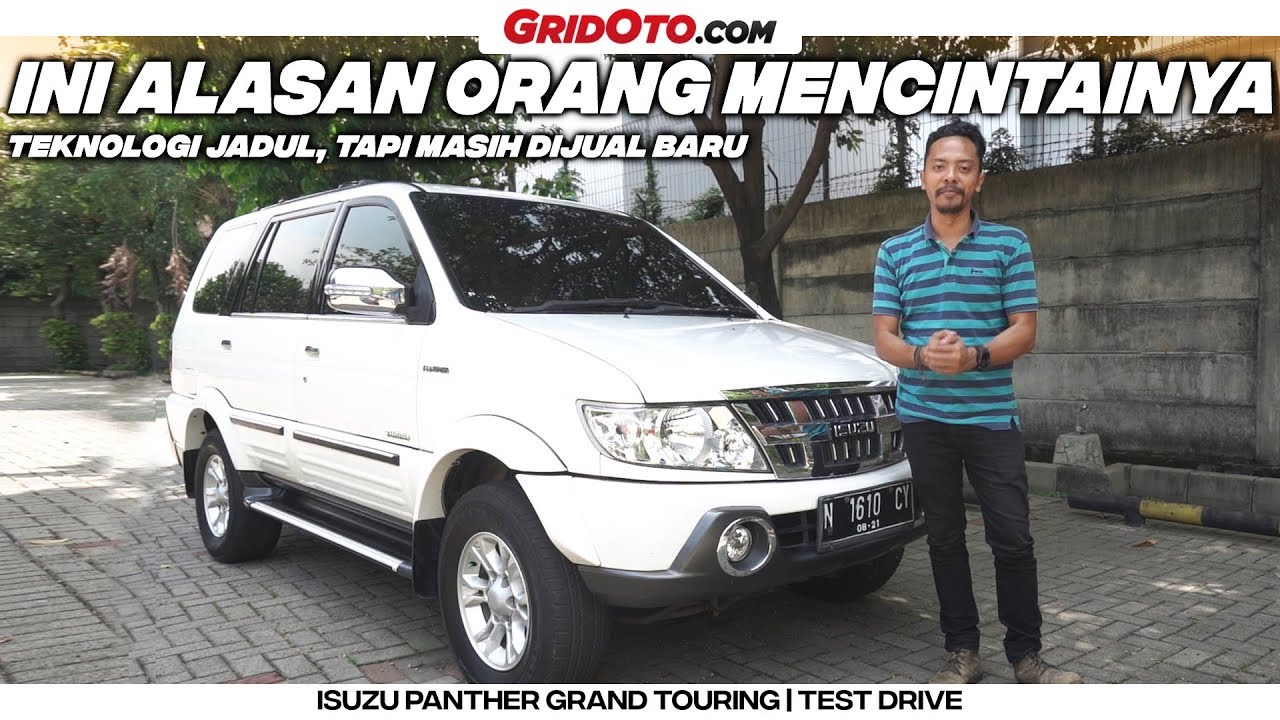 GRIDOTO.COM
INI ALASAN ORANG MENCINTAINYA
TEKNOLOGI JADUL, TAPI MASIH DIJUAL BARU
PANTHER
ISUZU
N 1610 CY
08·21
ISUZU PANTHER GRAND TOURING | TEST DRIVE